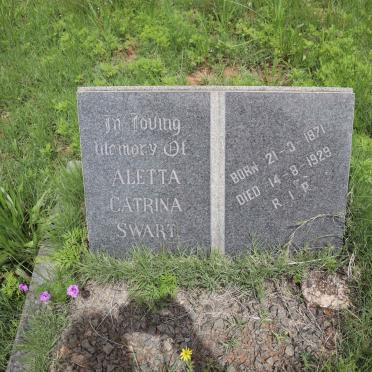 In Loving
Memory Of
ALETTA
CATRINA
SWART
BORN 21-3-1871
DIED 14-8-1929
R.I.P.